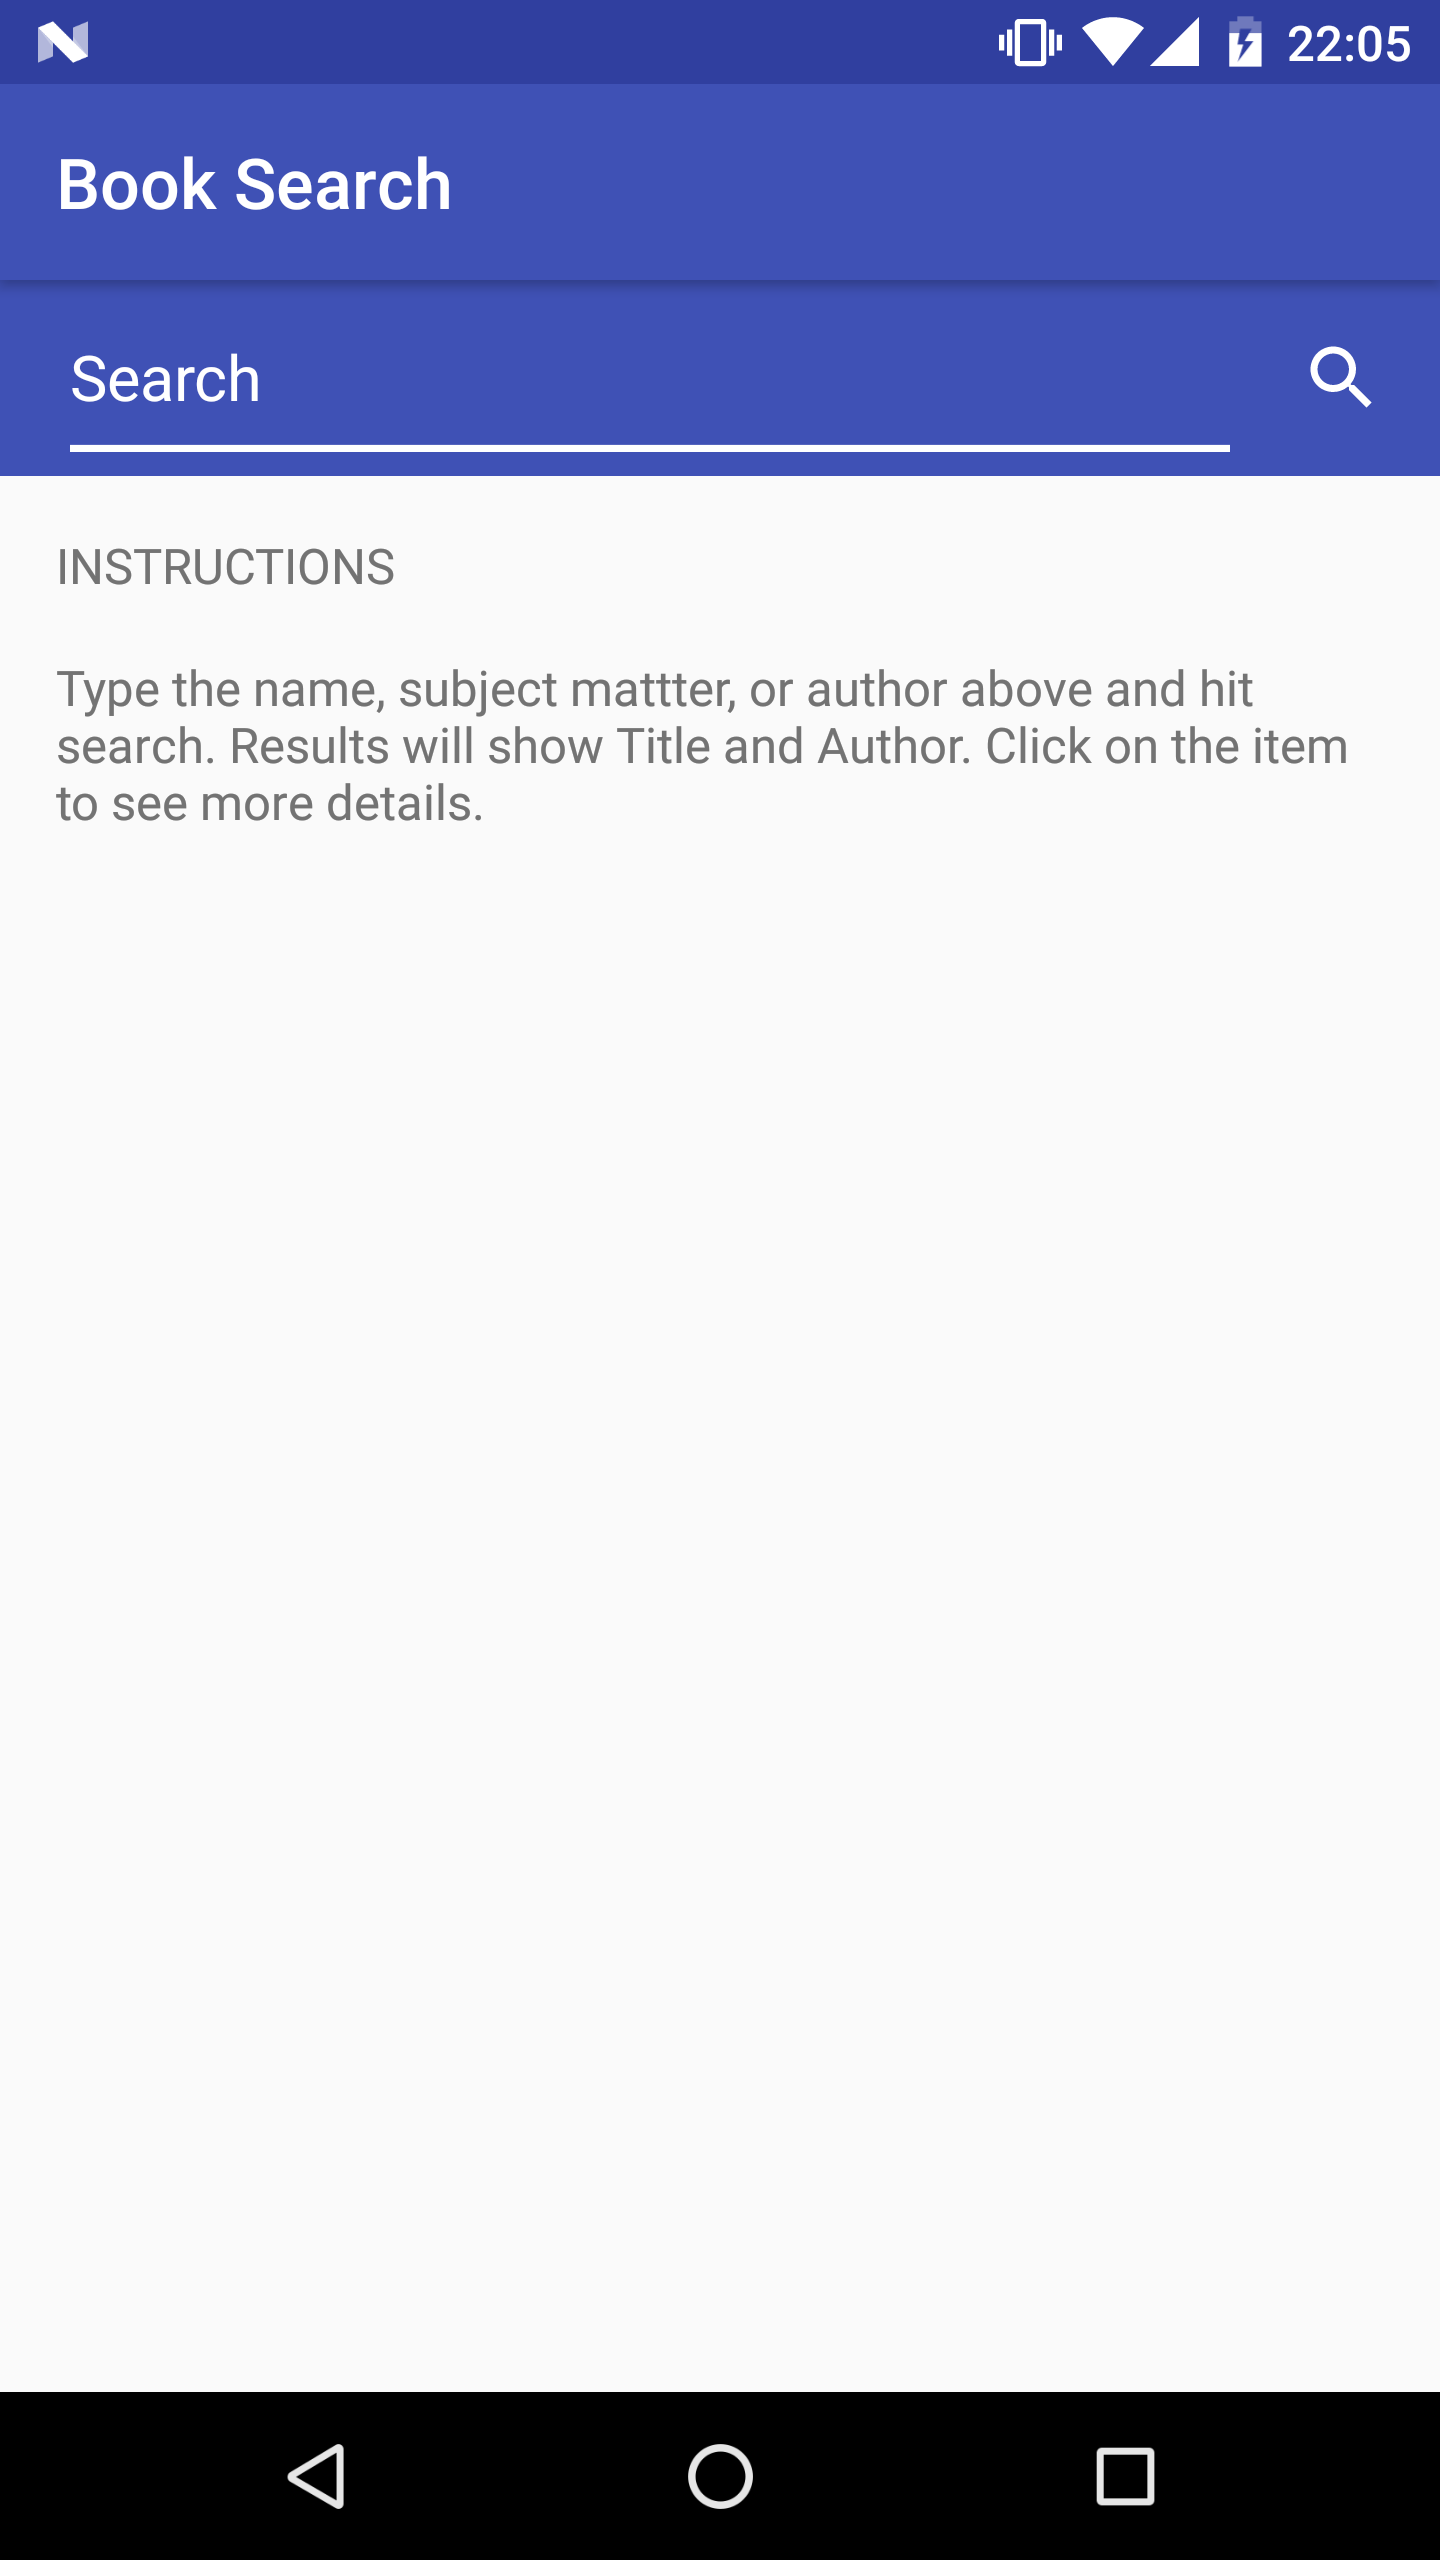 22:05
Book Search
Search
INSTRUCTIONS
Type the name, subject mattter, or author above and hit
search. Results will show Title and Author. Click on the item
to see more details.